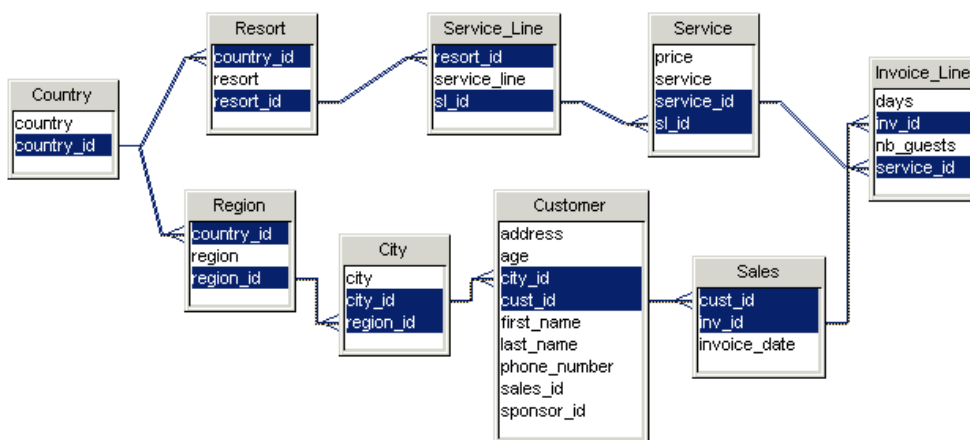 Country
country
country_id
Resort
country_id
resort
resort_id
Service_Line
resort_id
service_line
sl_id
Service
price
service
service_id
sl_id
Invoice_Line
days
inv_id
nb_guests
service_id
Region
country_id
region
region_id
City
city
city_id
region_id
Customer
address
age
city_id
cust_id
first_name
last_name
phone_number
sales_id
sponsor_id
Sales
cust_id
inv_id
invoice_date